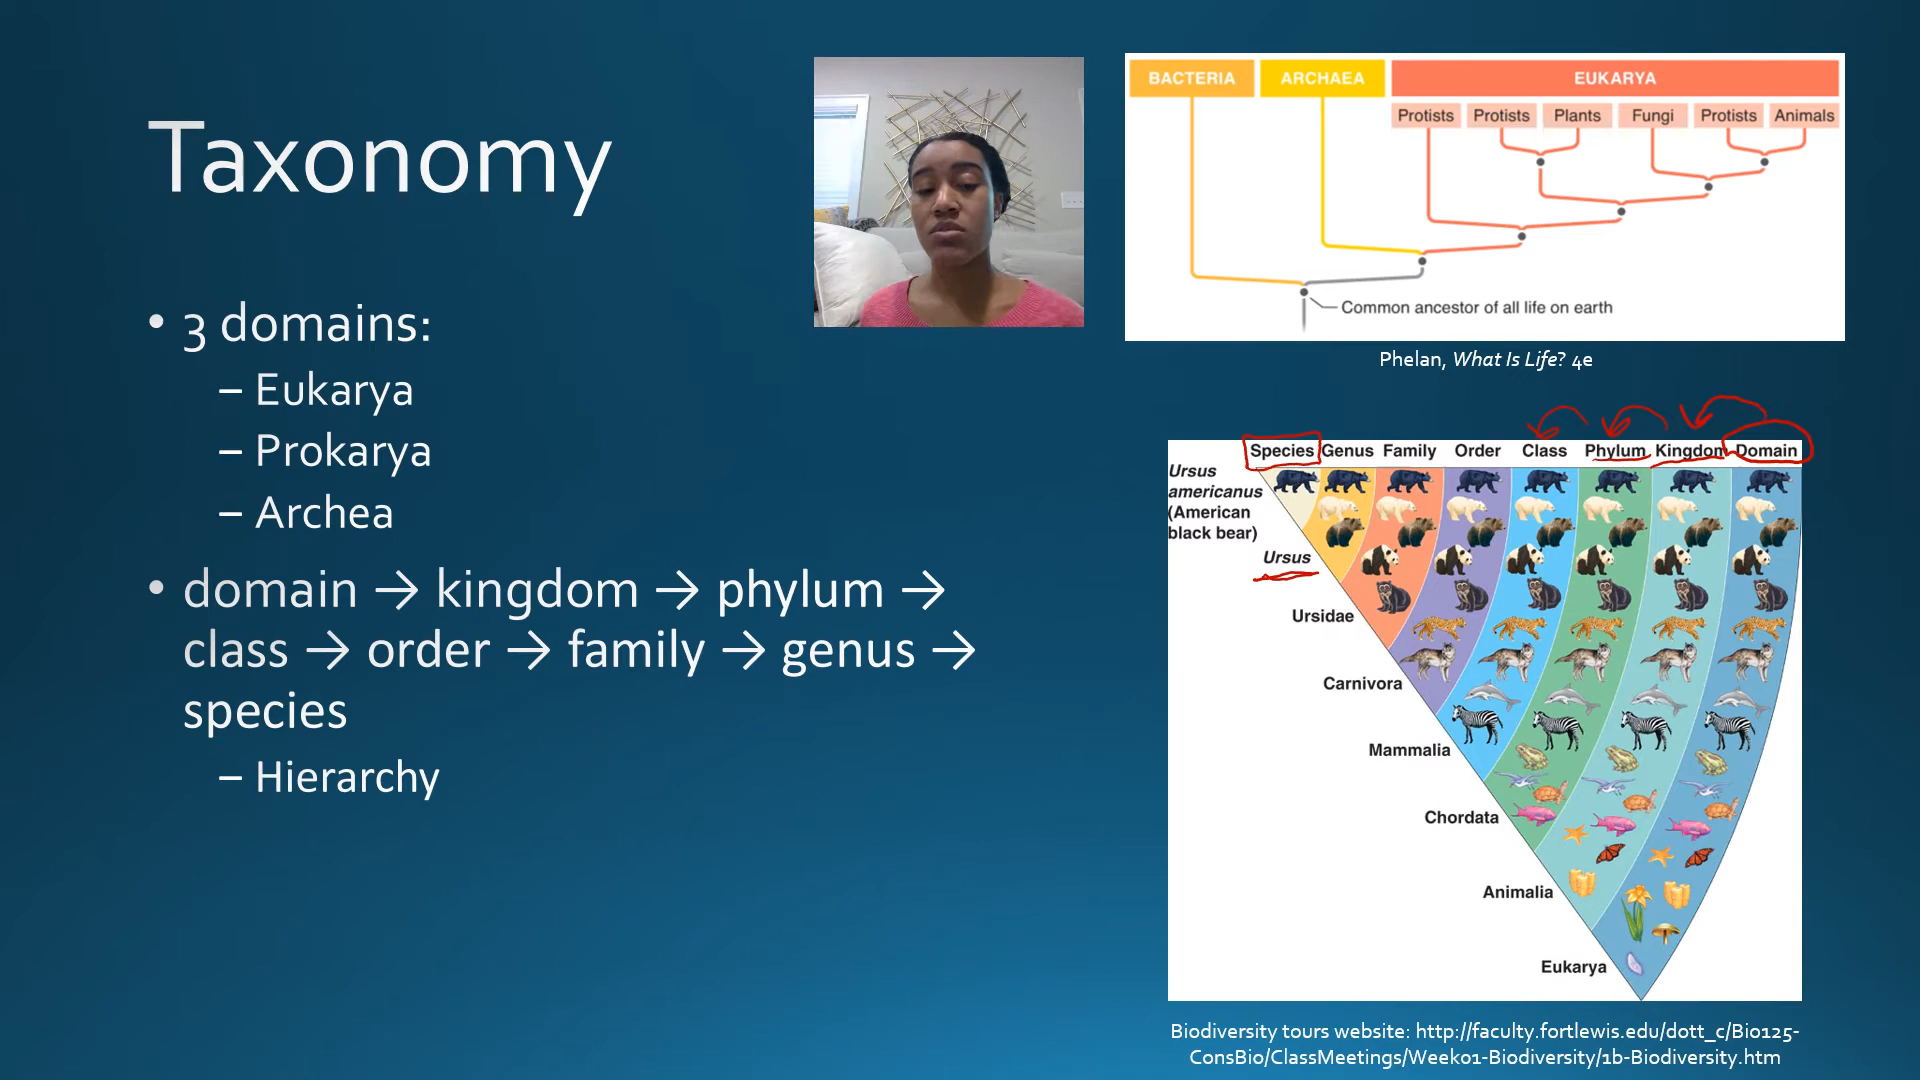 Taxonomy
• 3 domains:
– Eukarya
– Prokarya
– Archea
• domain → kingdom → phylum →
class → order → family → genus →
species
– Hierarchy
BACTERIA ARCHAEA EUKARYA
Protists Protists Plants Fungi Protists Animals
Common ancestor of all life on earth
Phelan, What Is Life? 4e
Species Genus Family Order Class Phylum Kingdom Domain
Ursus
americanus
(American
black bear)
Ursus
Ursidae
Carnivora
Mammalia
Chordata
Animalia
Eukarya
Biodiversity tours website: http://faculty.fortlewis.edu/dott_c/Bio125-
ConsBio/ClassMeetings/Week01-Biodiversity/1b-Biodiversity.htm